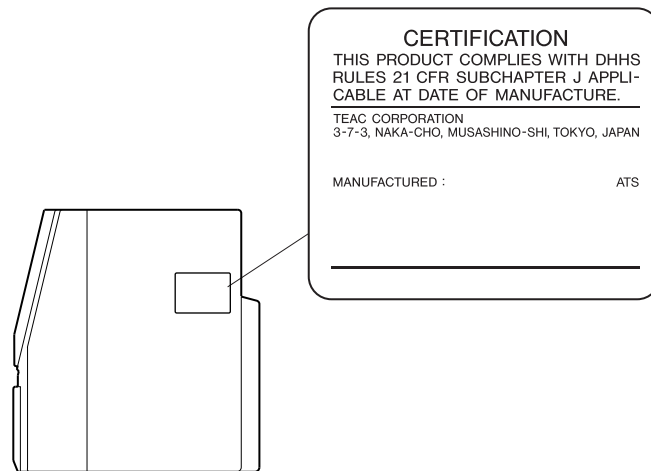 CERTIFICATION
THIS PRODUCT COMPLIES WITH DHHS
RULES 21 CFR SUBCHAPTER J APPLI-
CABLE AT DATE OF MANUFACTURE.
TEAC CORPORATION
3-7-3, NAKA-CHO, MUSASHINO-SHI, TOKYO, JAPAN
MANUFACTURED : ATS